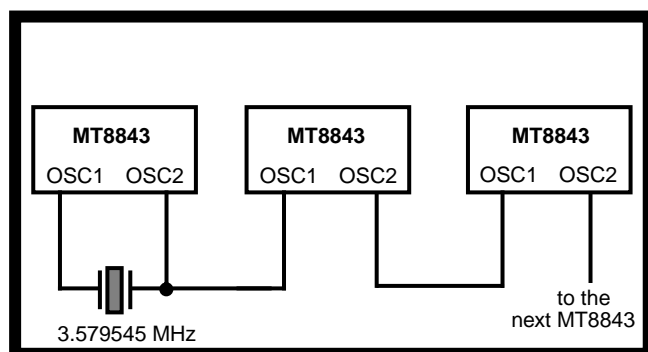 MT8843 MT8843 MT8843
OSC1 OSC2 OSC1 OSC2 OSC1 OSC2
3.579545 MHz
to the
next MT8843